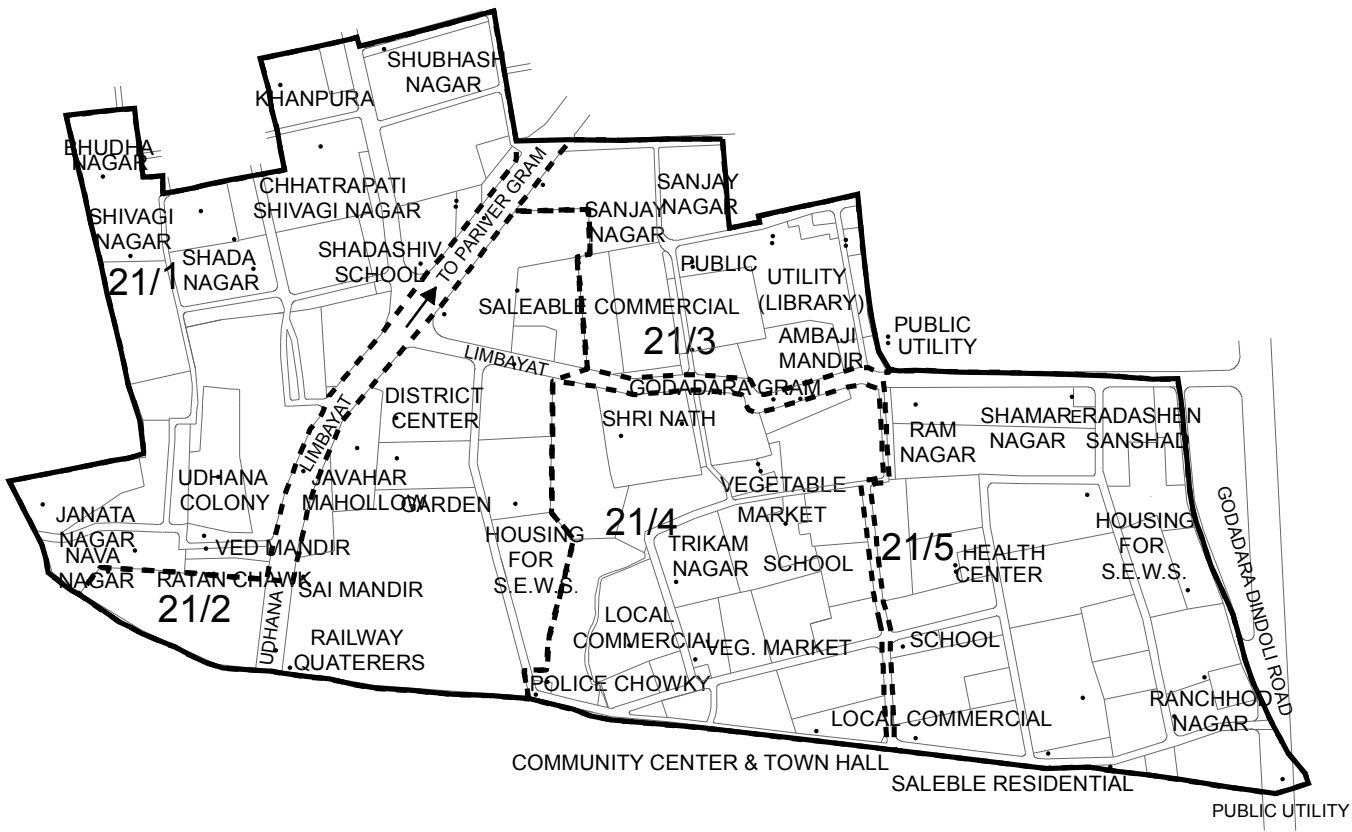 SHUBHASH
NAGAR
KHANPURA
BHUDHA
NAGAR
CHHATRAPATI
SHIVAGI NAGAR
SHIVAGI
NAGAR
SHADA
NAGAR
21/1
SHADASHIV
SCHOOL
TO PARIVER GRAM
SANJAY
NAGAR
SANJAY
NAGAR
PUBLIC
UTILITY
(LIBRARY)
SALEABLE COMMERCIAL
21/3
AMBAJI
MANDIR
PUBLIC
UTILITY
LIMBAYAT
GODADARA GRAM
DISTRICT
CENTER
LIMBAYAT
SHRI NATH
RAM
NAGAR
SHAMAR
NAGAR
ERADASHEN
SANSHAD
UDHANA
COLONY
JAVAHAR
MAHOLLOW
GARDEN
VEGETABLE
MARKET
JANATA
NAGAR
NAVA
NAGAR
VED MANDIR
RATAN CHAWK
21/2
SAI MANDIR
UDHANA
RAILWAY
QUATERERS
HOUSING
FOR
S.E.W.S.
21/4
TRIKAM
NAGAR
SCHOOL
21/5
HEALTH
CENTER
HOUSING
FOR
S.E.W.S.
GODADARA DINDOLI ROAD
LOCAL
COMMERCIAL
VEG. MARKET
SCHOOL
POLICE CHOWKY
LOCAL COMMERCIAL
RANCHHOD
NAGAR
COMMUNITY CENTER & TOWN HALL
SALEBLE RESIDENTIAL
PUBLIC UTILITY